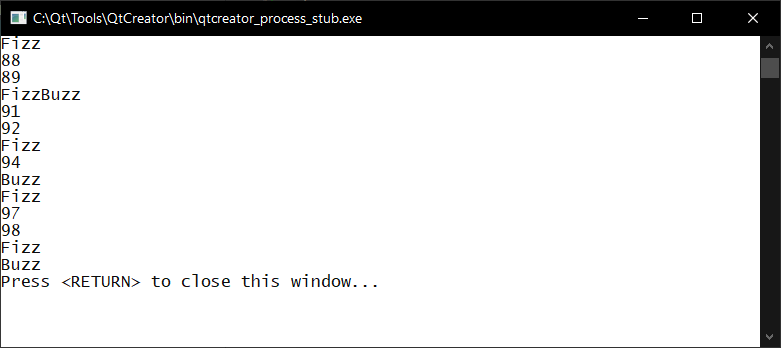 C:\Qt\Tools\QtCreator\bin\qtcreator_process_stub.exe
Fizz
88
89
FizzBuzz
91
92
Fizz
94
Buzz
Fizz
97
98
Fizz
Buzz
Press <RETURN> to close this window...